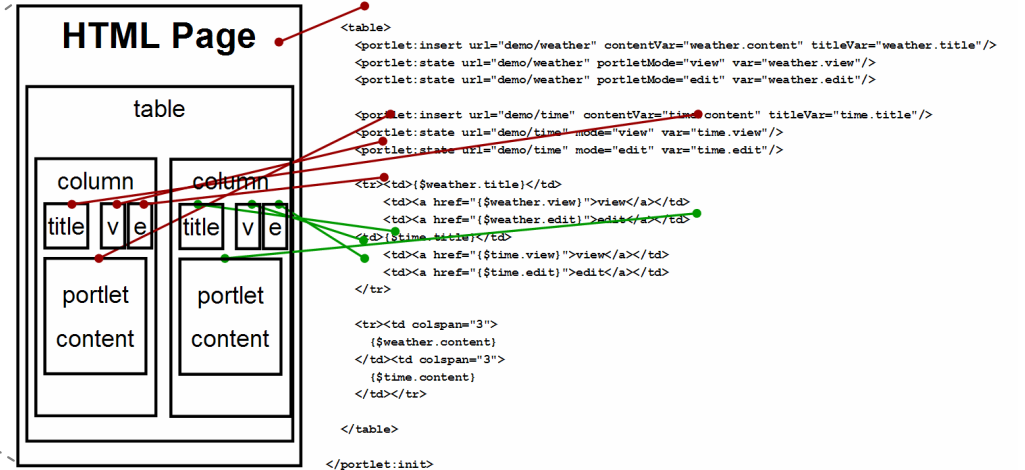 HTML Page
table
column
title
v
e
portlet
content
column
title
v
e
portlet
content
<table>
<portlet:insert url="demo/weather" contentVar="weather.content" titleVar="weather.title"/>
<portlet:state url="demo/weather" portletMode="view" var="weather.view"/>
<portlet:state url="demo/weather" portletMode="edit" var="weather.edit"/>
<portlet:insert url="demo/time" contentVar="time.content" titleVar="time.title"/>
<portlet:state url="demo/time" mode="view" var="time.view"/>
<portlet:state url="demo/time" mode="edit" var="time.edit"/>
<tr><td>{$weather.title}</td>
<td><a href="{$weather.view}">view</a></td>
<td><a href="{$weather.edit}">edit</a></td>
<td>{$time.title}</td>
<td><a href="{$time.view}">view</a></td>
<td><a href="{$time.edit}">edit</a></td>
</tr>
<tr><td colspan="3">
{$weather.content}
</td><td colspan="3">
{$time.content}
</td></tr>
</table>
</portlet:init>